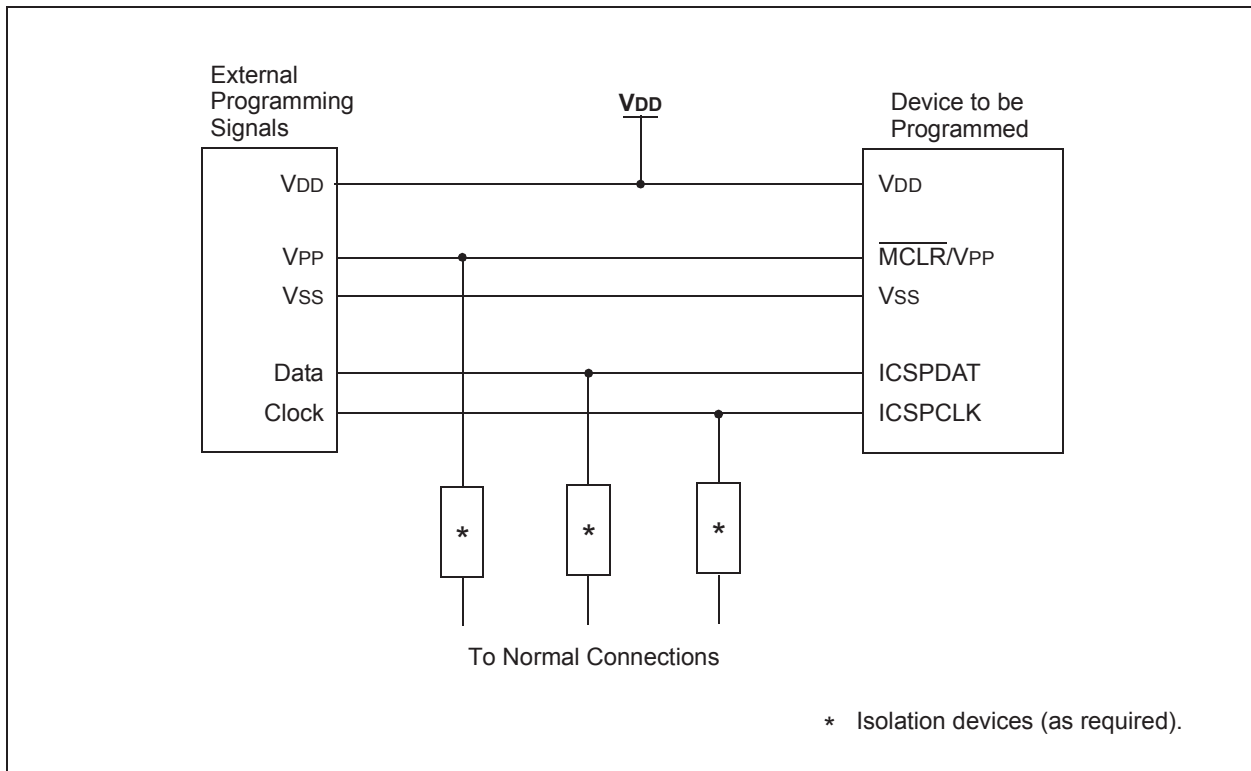 External
Programming
Signals
VDD
Device to be
Programmed
VDD
VDD
VPP
MCLR/VPP
VSS
VSS
Data
ICSPDAT
Clock
ICSPCLK
* * *
To Normal Connections
* Isolation devices (as required).